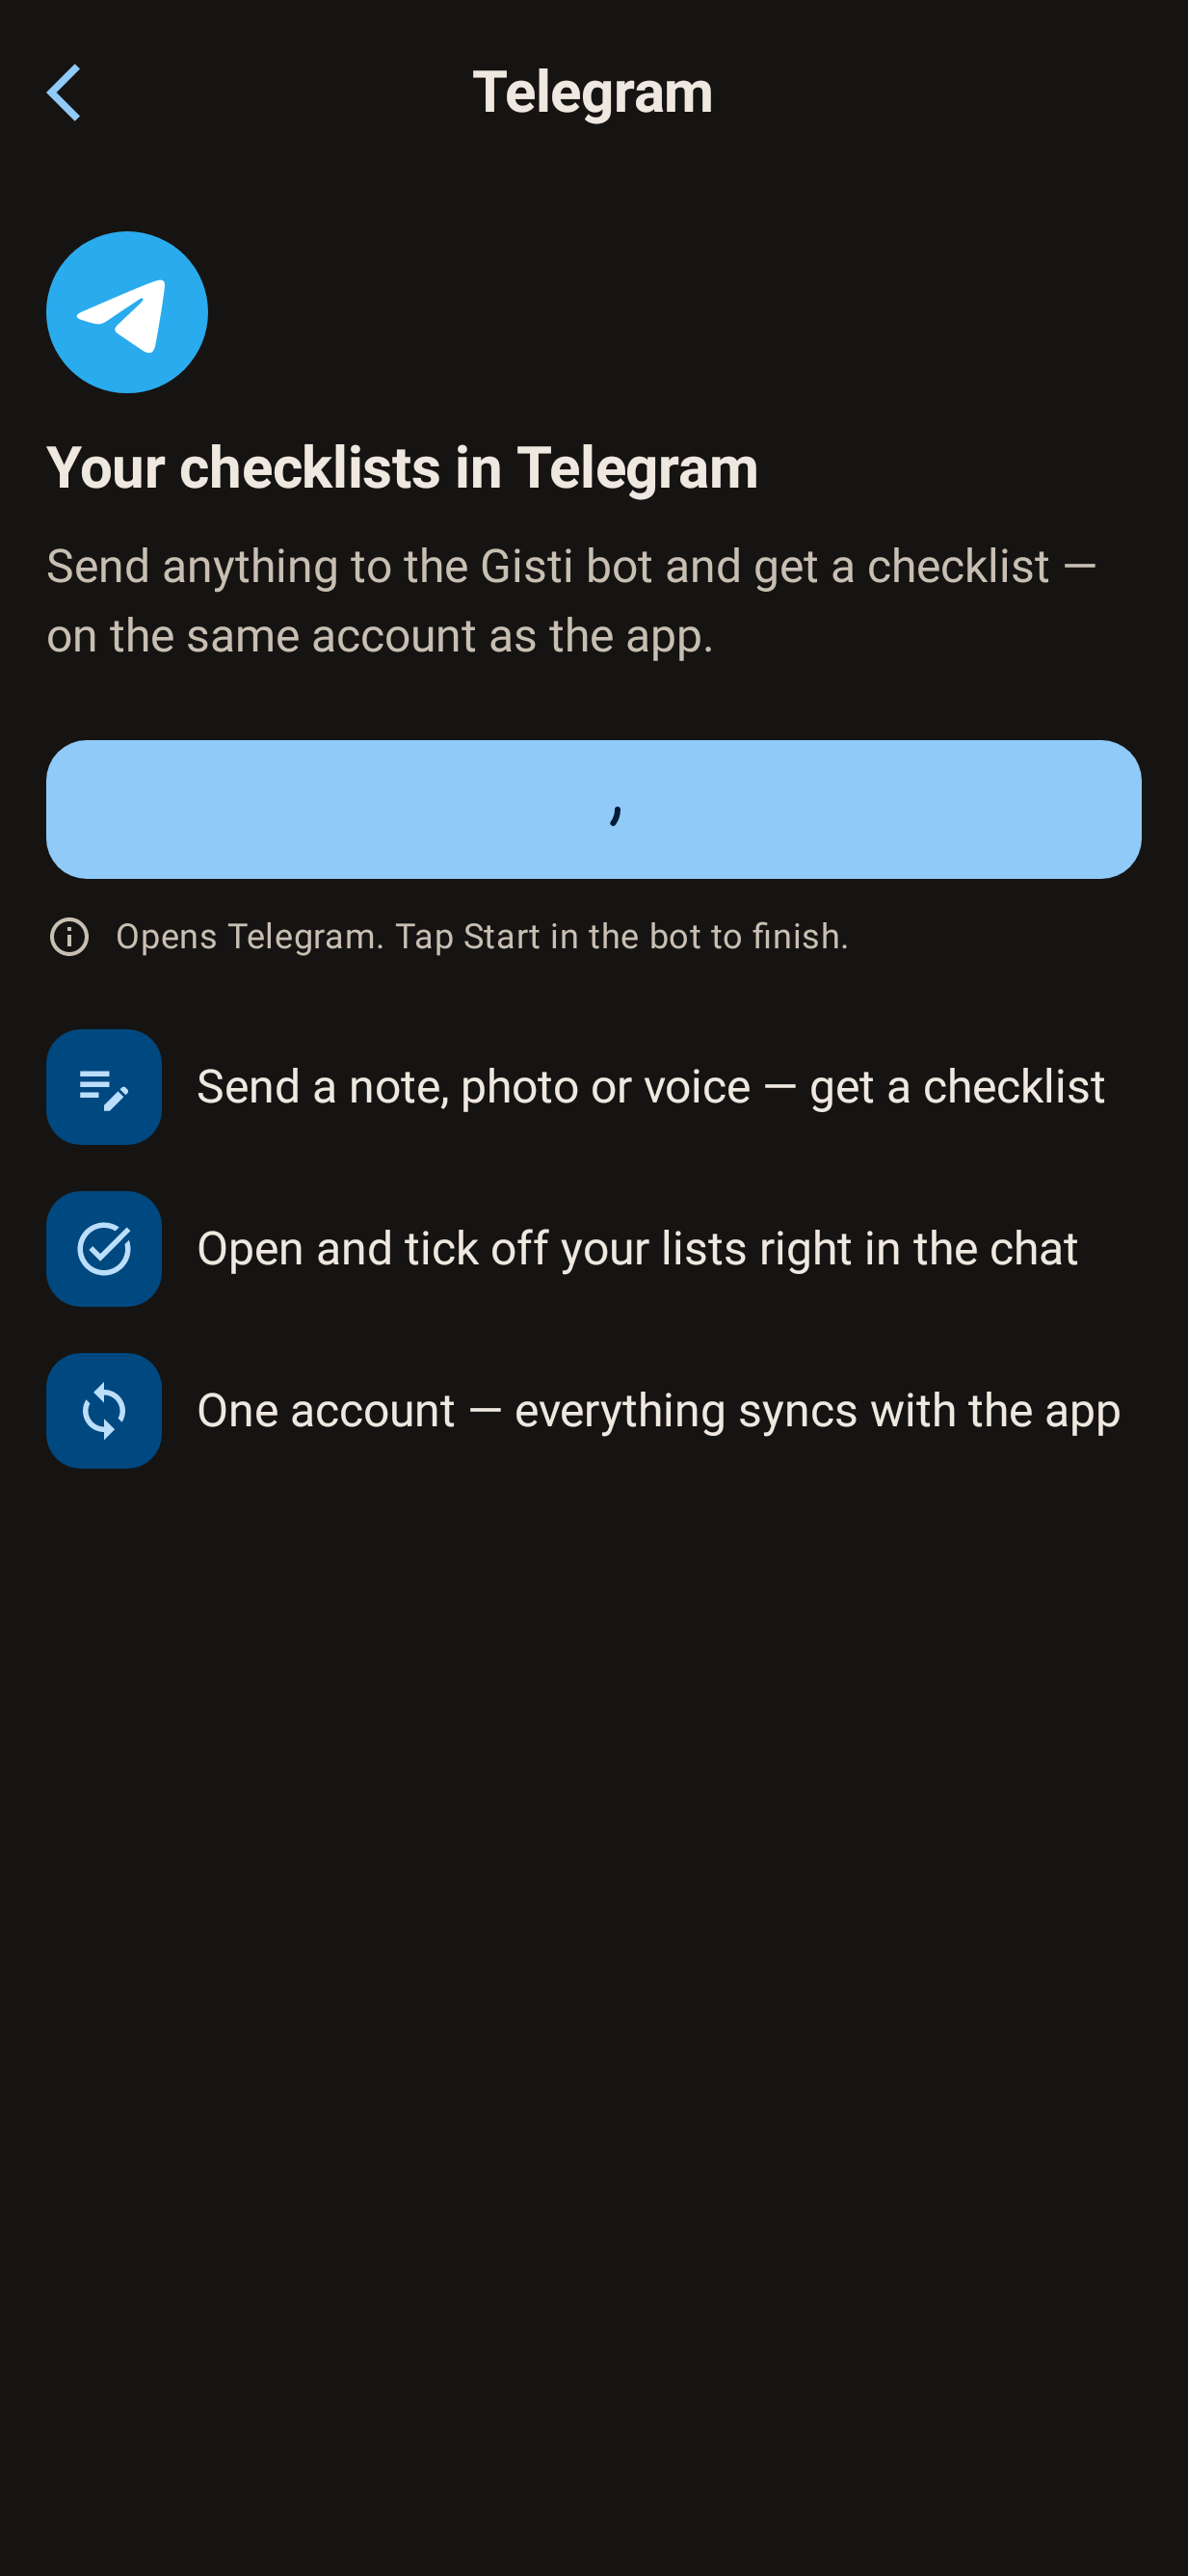 Telegram
Your checklists in Telegram
Send anything to the Gisti bot and get a checklist —
on the same account as the app.
Opens Telegram. Tap Start in the bot to finish.
Send a note, photo or voice — get a checklist
Open and tick off your lists right in the chat
One account — everything syncs with the app